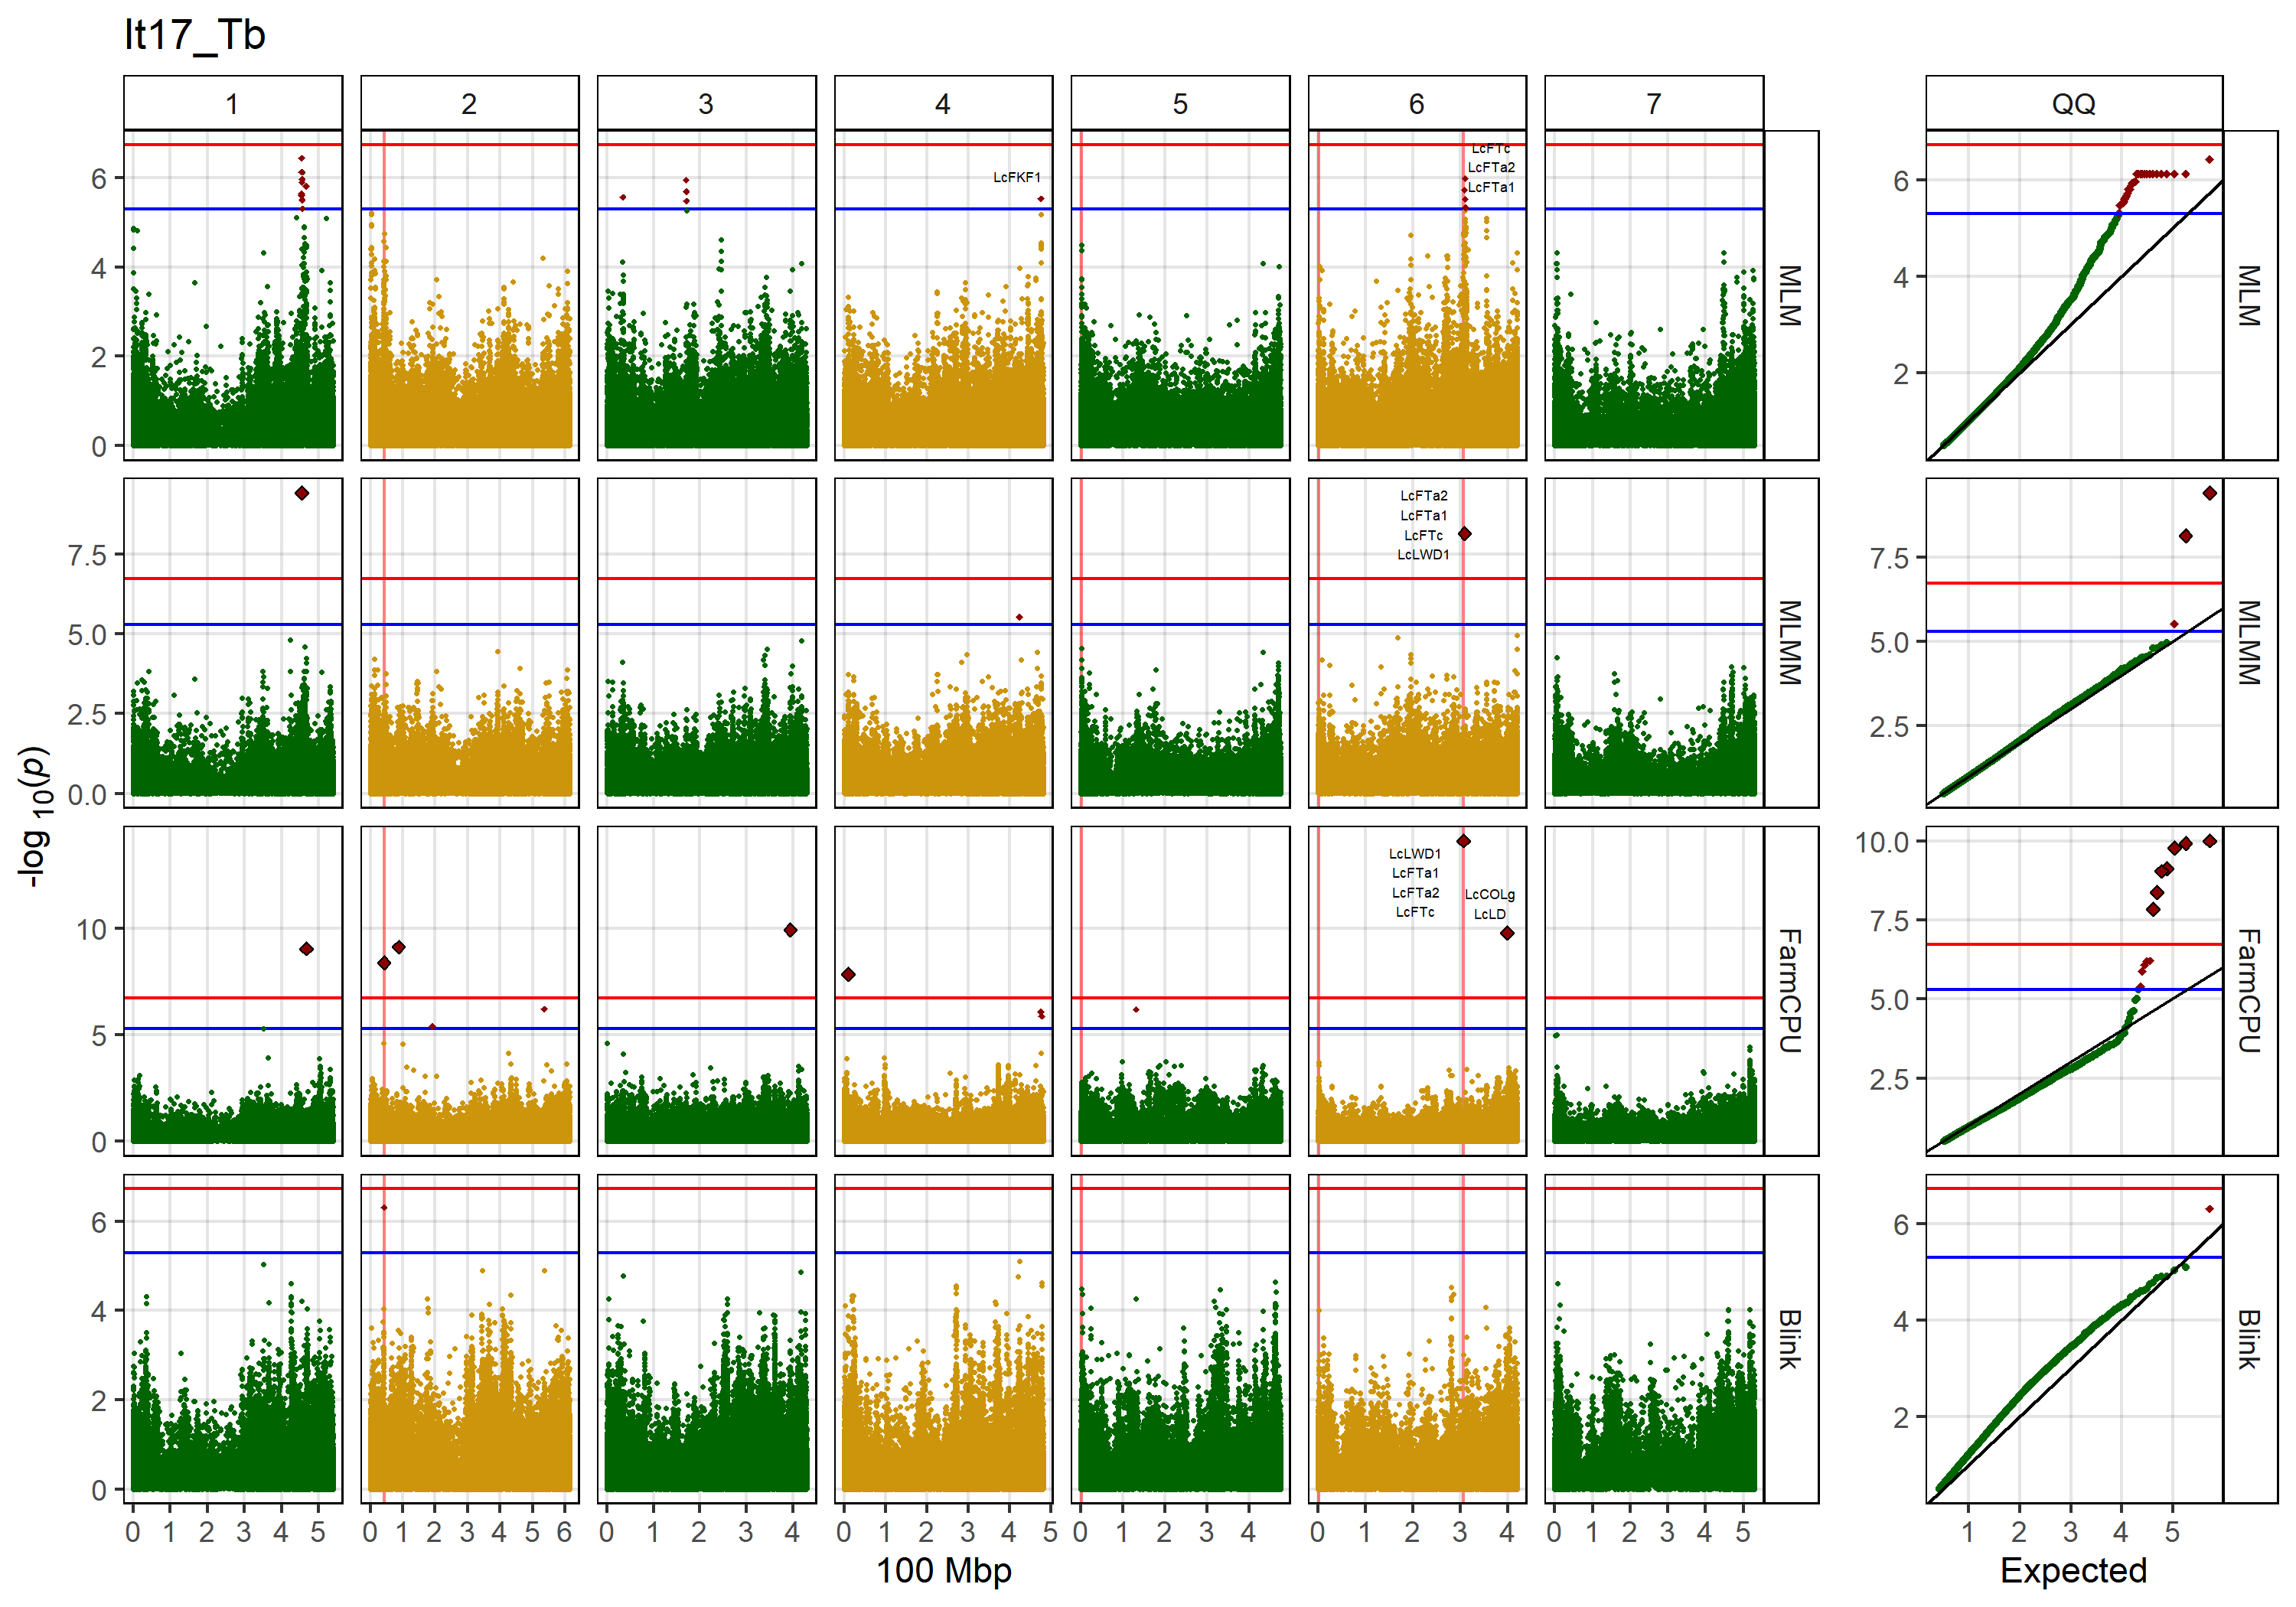 It17_Tb
1 2 3 4 5 6 7 QQ
MLM
6
4
2
0
LcFKF1
LcFTc
LcFTa2
LcFTa1
6
4
2
MLM
MLMM
7.5
5.0
2.5
0.0
LcFTa2
LcFTa1
LcFTc
LcLWD1
7.5
5.0
2.5
MLMM
-log 10(p)
FarmCPU
10
5
0
LcLWD1
LcFTa1
LcFTa2
LcFTc
LcCOLg
LcLD
10.0
7.5
5.0
2.5
FarmCPU
Blink
6
4
2
0
6
4
2
Blink
0 1 2 3 4 5
0 1 2 3 4 5 6
0 1 2 3 4
0 1 2 3 4 5
0 1 2 3 4
0 1 2 3 4
0 1 2 3 4 5
1 2 3 4 5
100 Mbp
Expected